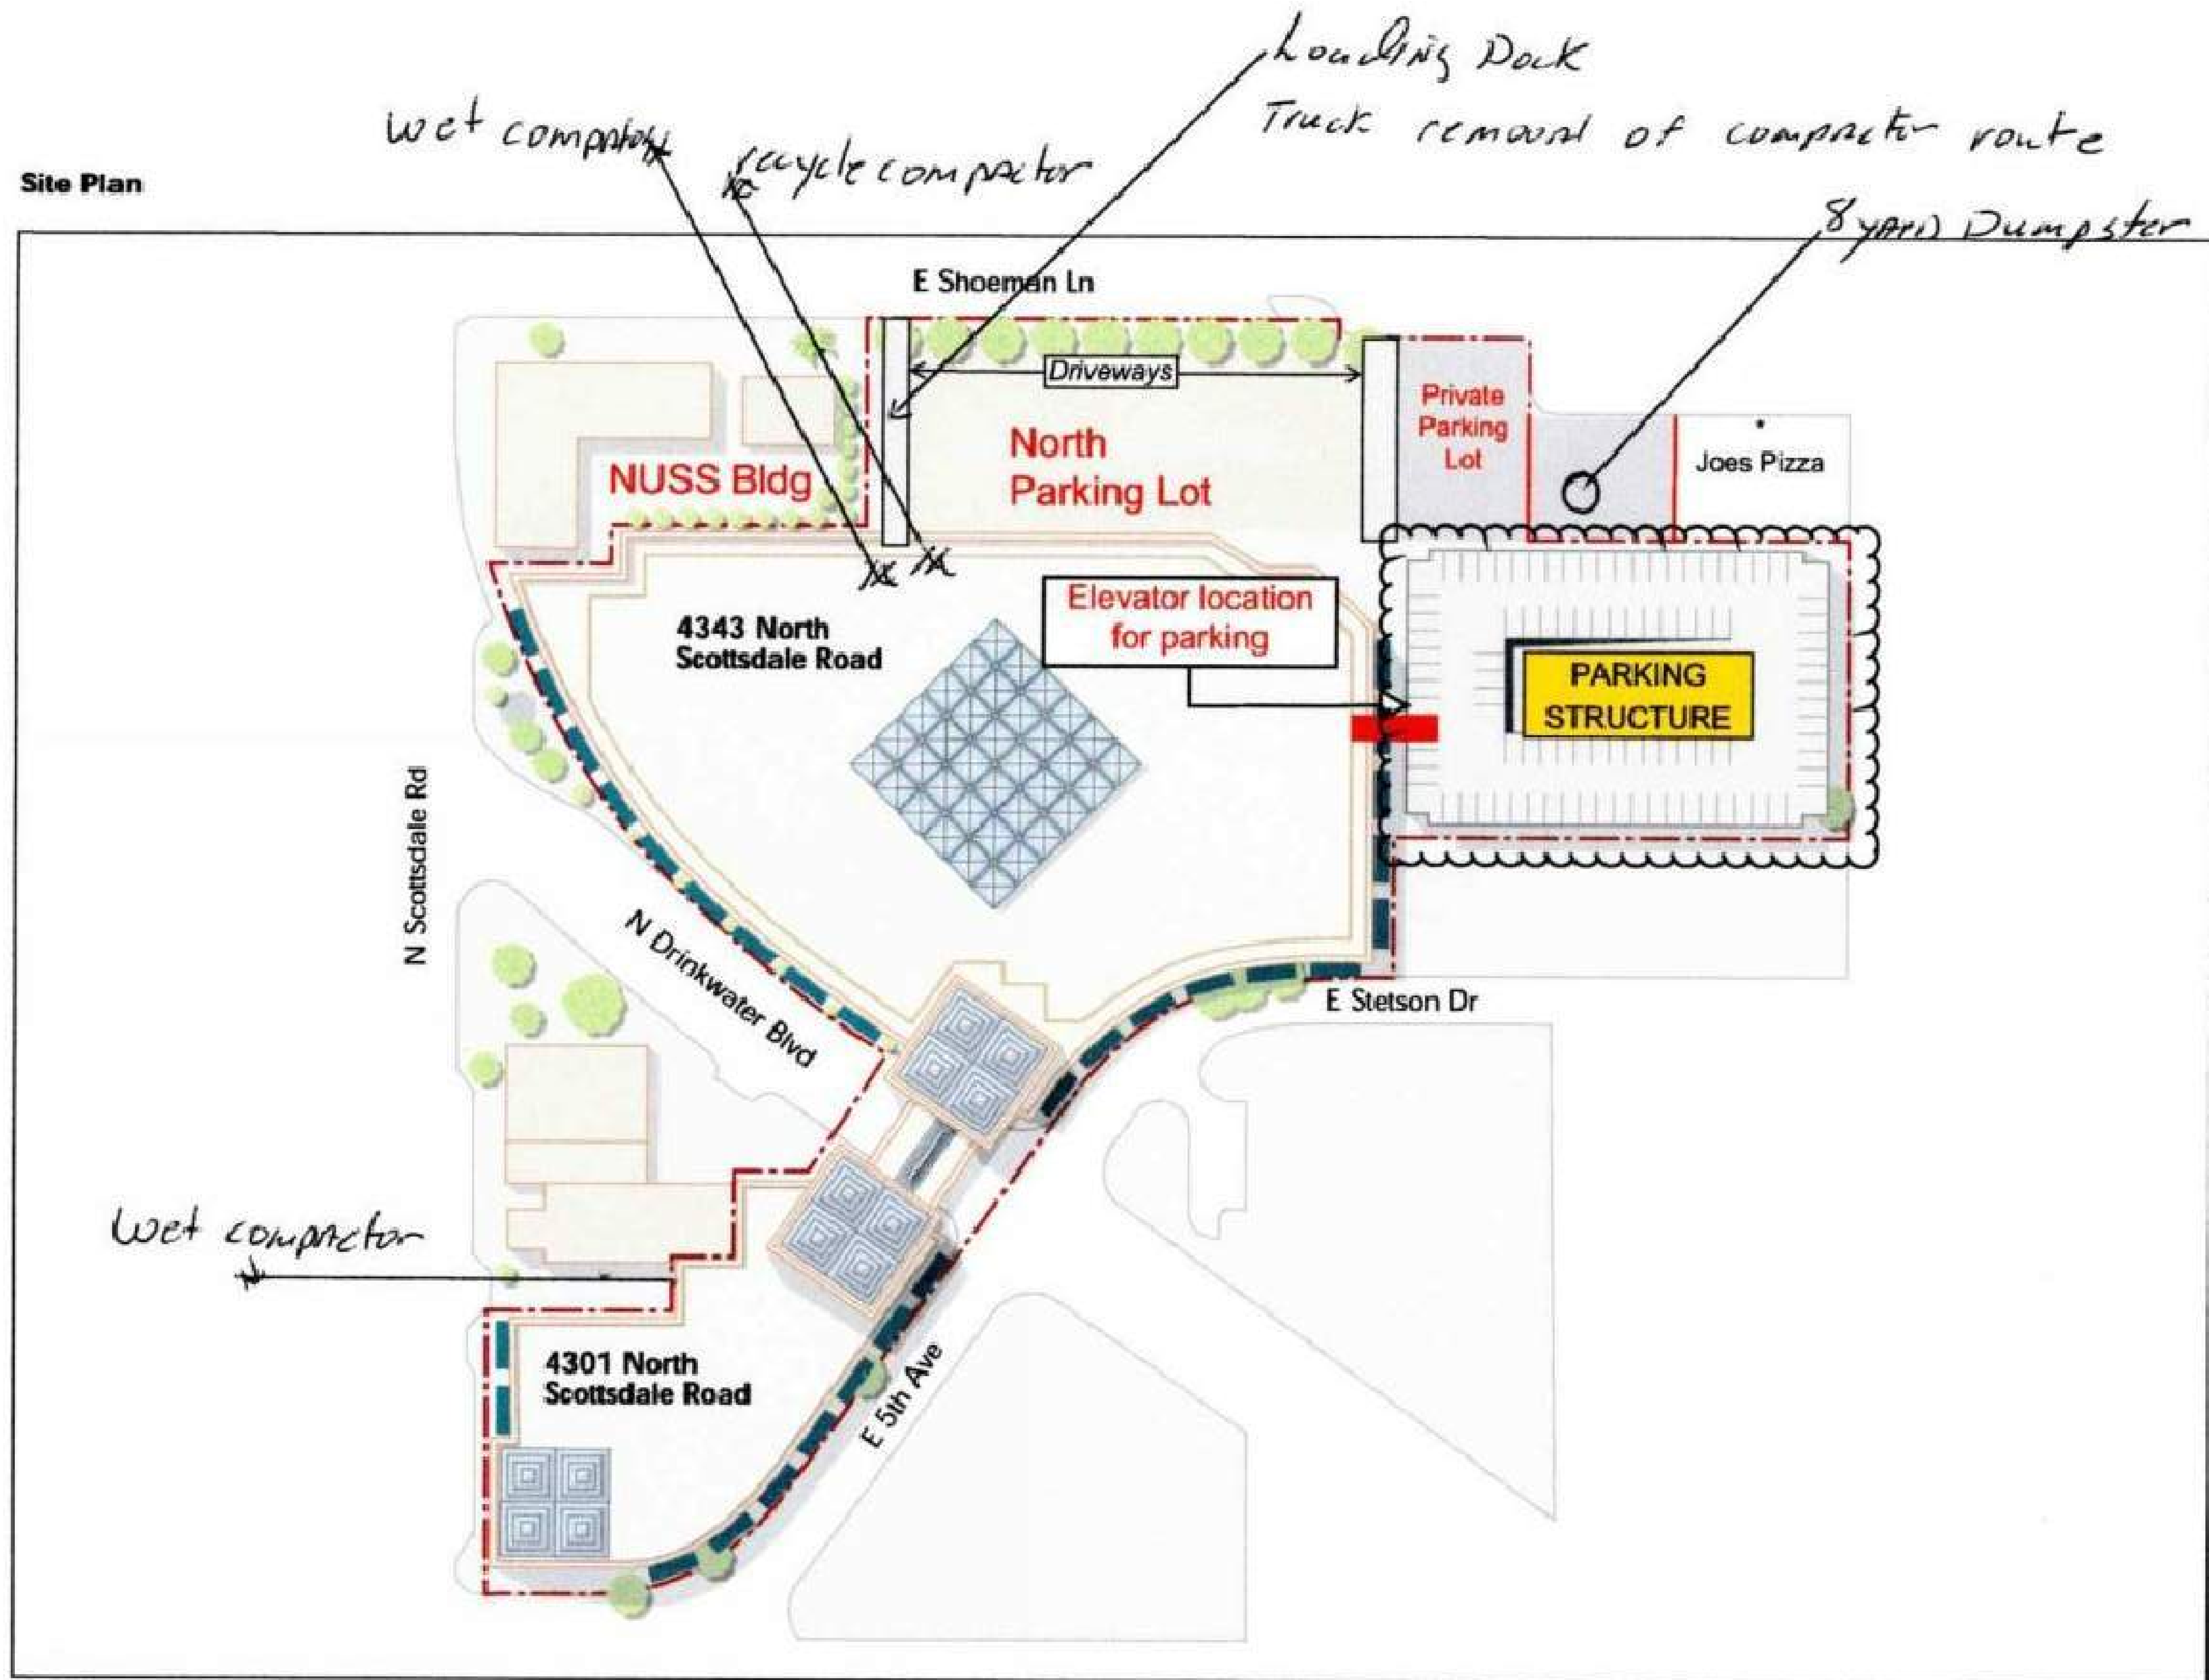 Loading Dock
wet compactor
recycle compactor
Truck removal of compactor route
Site Plan
8 yard Dumpster
E Shoeman Ln
Driveways
Private
Parking
Lot
North
Parking Lot
NUSS Bldg
Joes Pizza
Elevator location
for parking
4343 North
Scottsdale Road
PARKING
STRUCTURE
N Scottsdale Rd
N Drinkwater Blvd
E Stetson Dr
Wet compactor
4301 North
Scottsdale Road
E 5th Ave